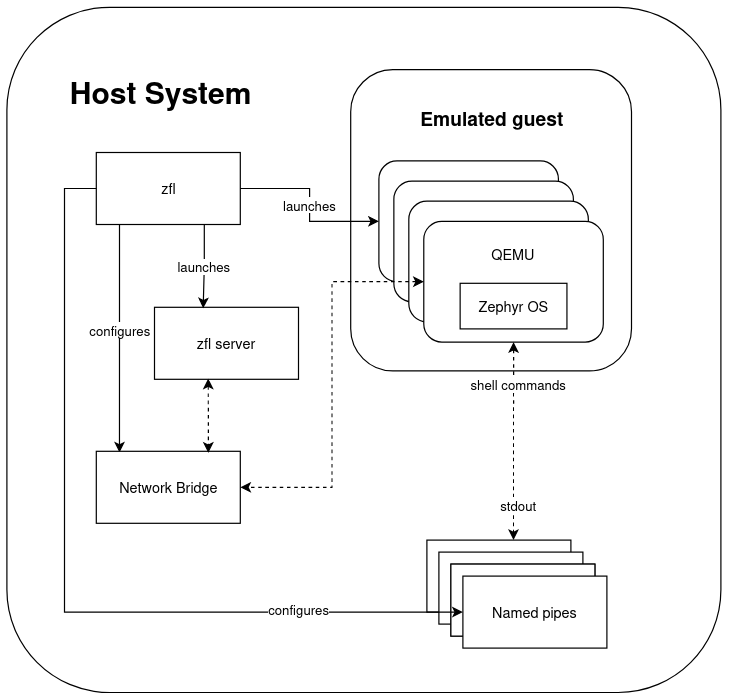 Host System
Emulated guest
zfl
launches
QEMU
launches
Zephyr OS
configures
zfl server
shell commands
Network Bridge
stdout
configures
Named pipes